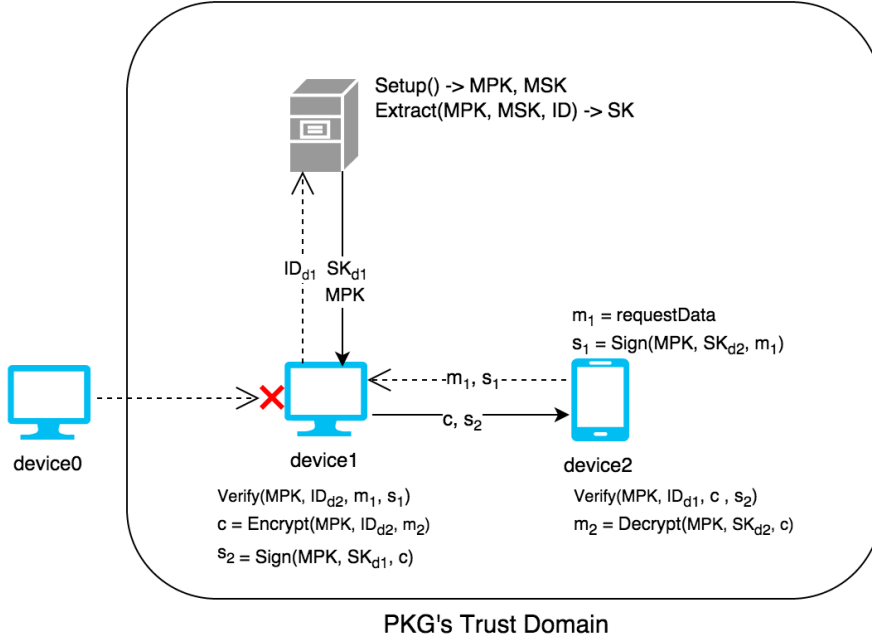 Setup() -> MPK, MSK
Extract(MPK, MSK, ID) -> SK
ID_d1
SK_d1
MPK
m_1 = requestData
s_1 = Sign(MPK, SK_d2, m_1)
m_1, s_1
c, s_2
device0
device1
device2
Verify(MPK, ID_d2, m_1, s_1)
c = Encrypt(MPK, ID_d2, m_2)
s_2 = Sign(MPK, SK_d1, c)
Verify(MPK, ID_d1, c , s_2)
m_2 = Decrypt(MPK, SK_d2, c)
PKG's Trust Domain